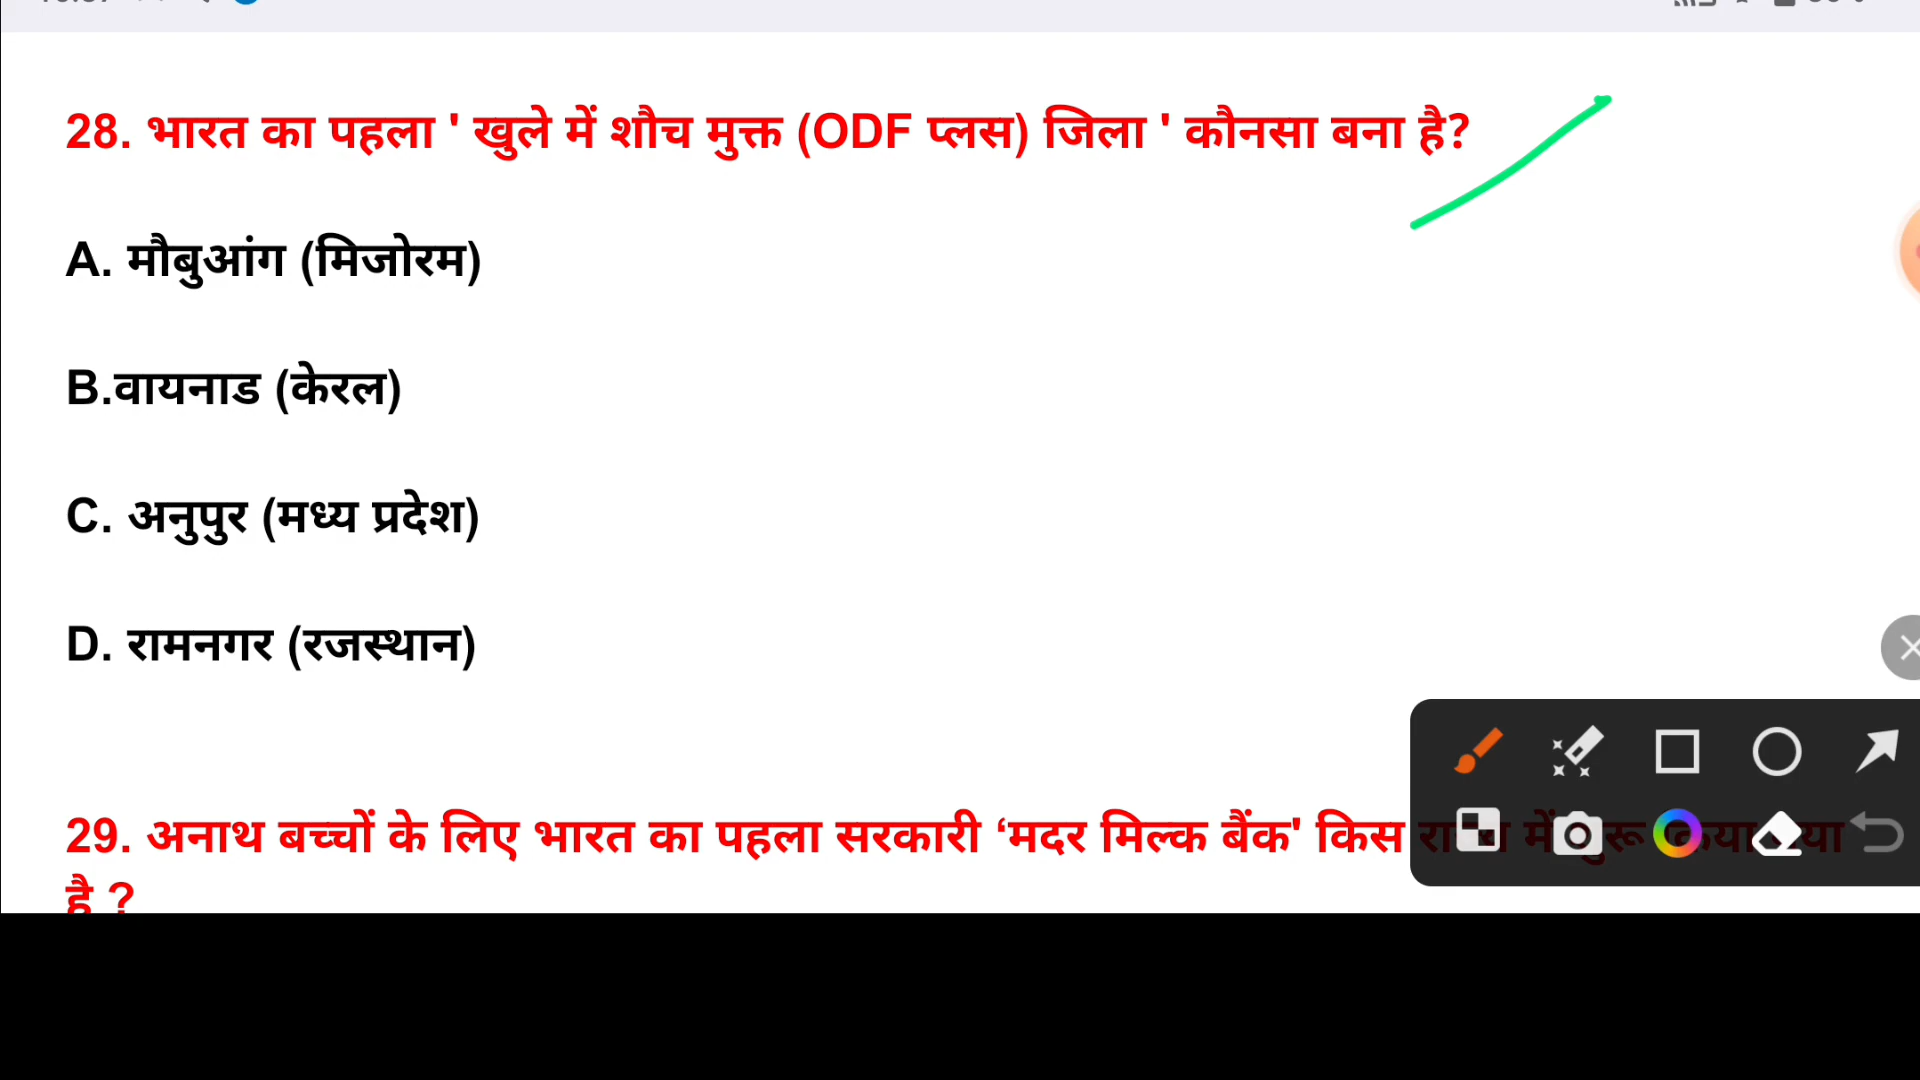 28. भारत का पहला ' खुले में शौच मुक्त (ODF प्लस) जिला ' कौनसा बना है?
A. मौबुआंग (मिजोरम)
B.वायनाड (केरल)
C. अनुपुर (मध्य प्रदेश)
D. रामनगर (रजस्थान)
29. अनाथ बच्चों के लिए भारत का पहला सरकारी ‘मदर मिल्क बैंक' किस में
है ?